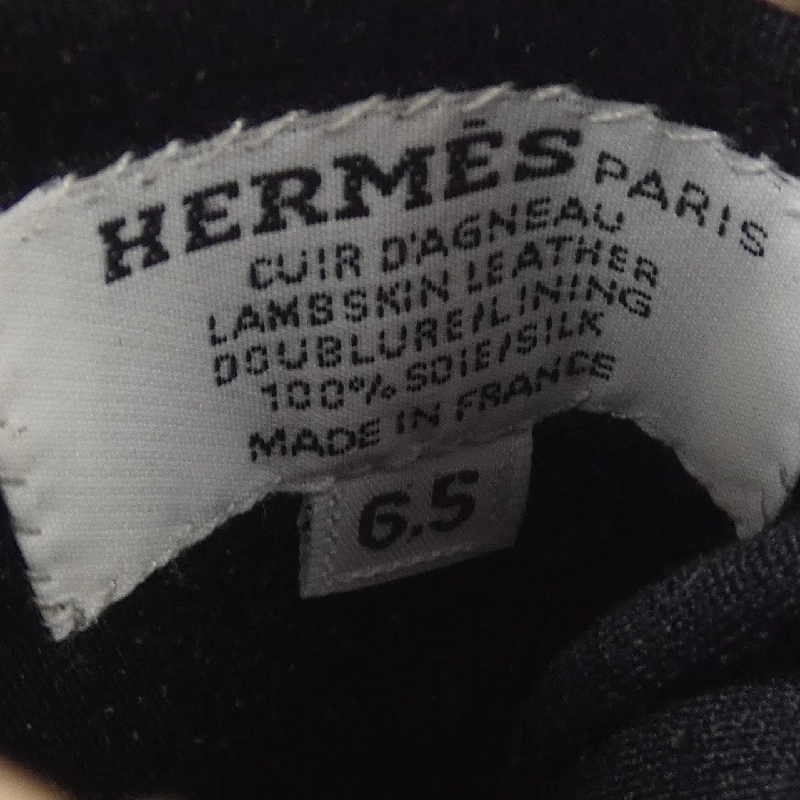 HERMÈS PARIS
CUIR D'AGNEAU
LAMBSKIN LEATHER
DOUBLURE/LINING
100% SOIE/SILK
MADE IN FRANCE
6.5